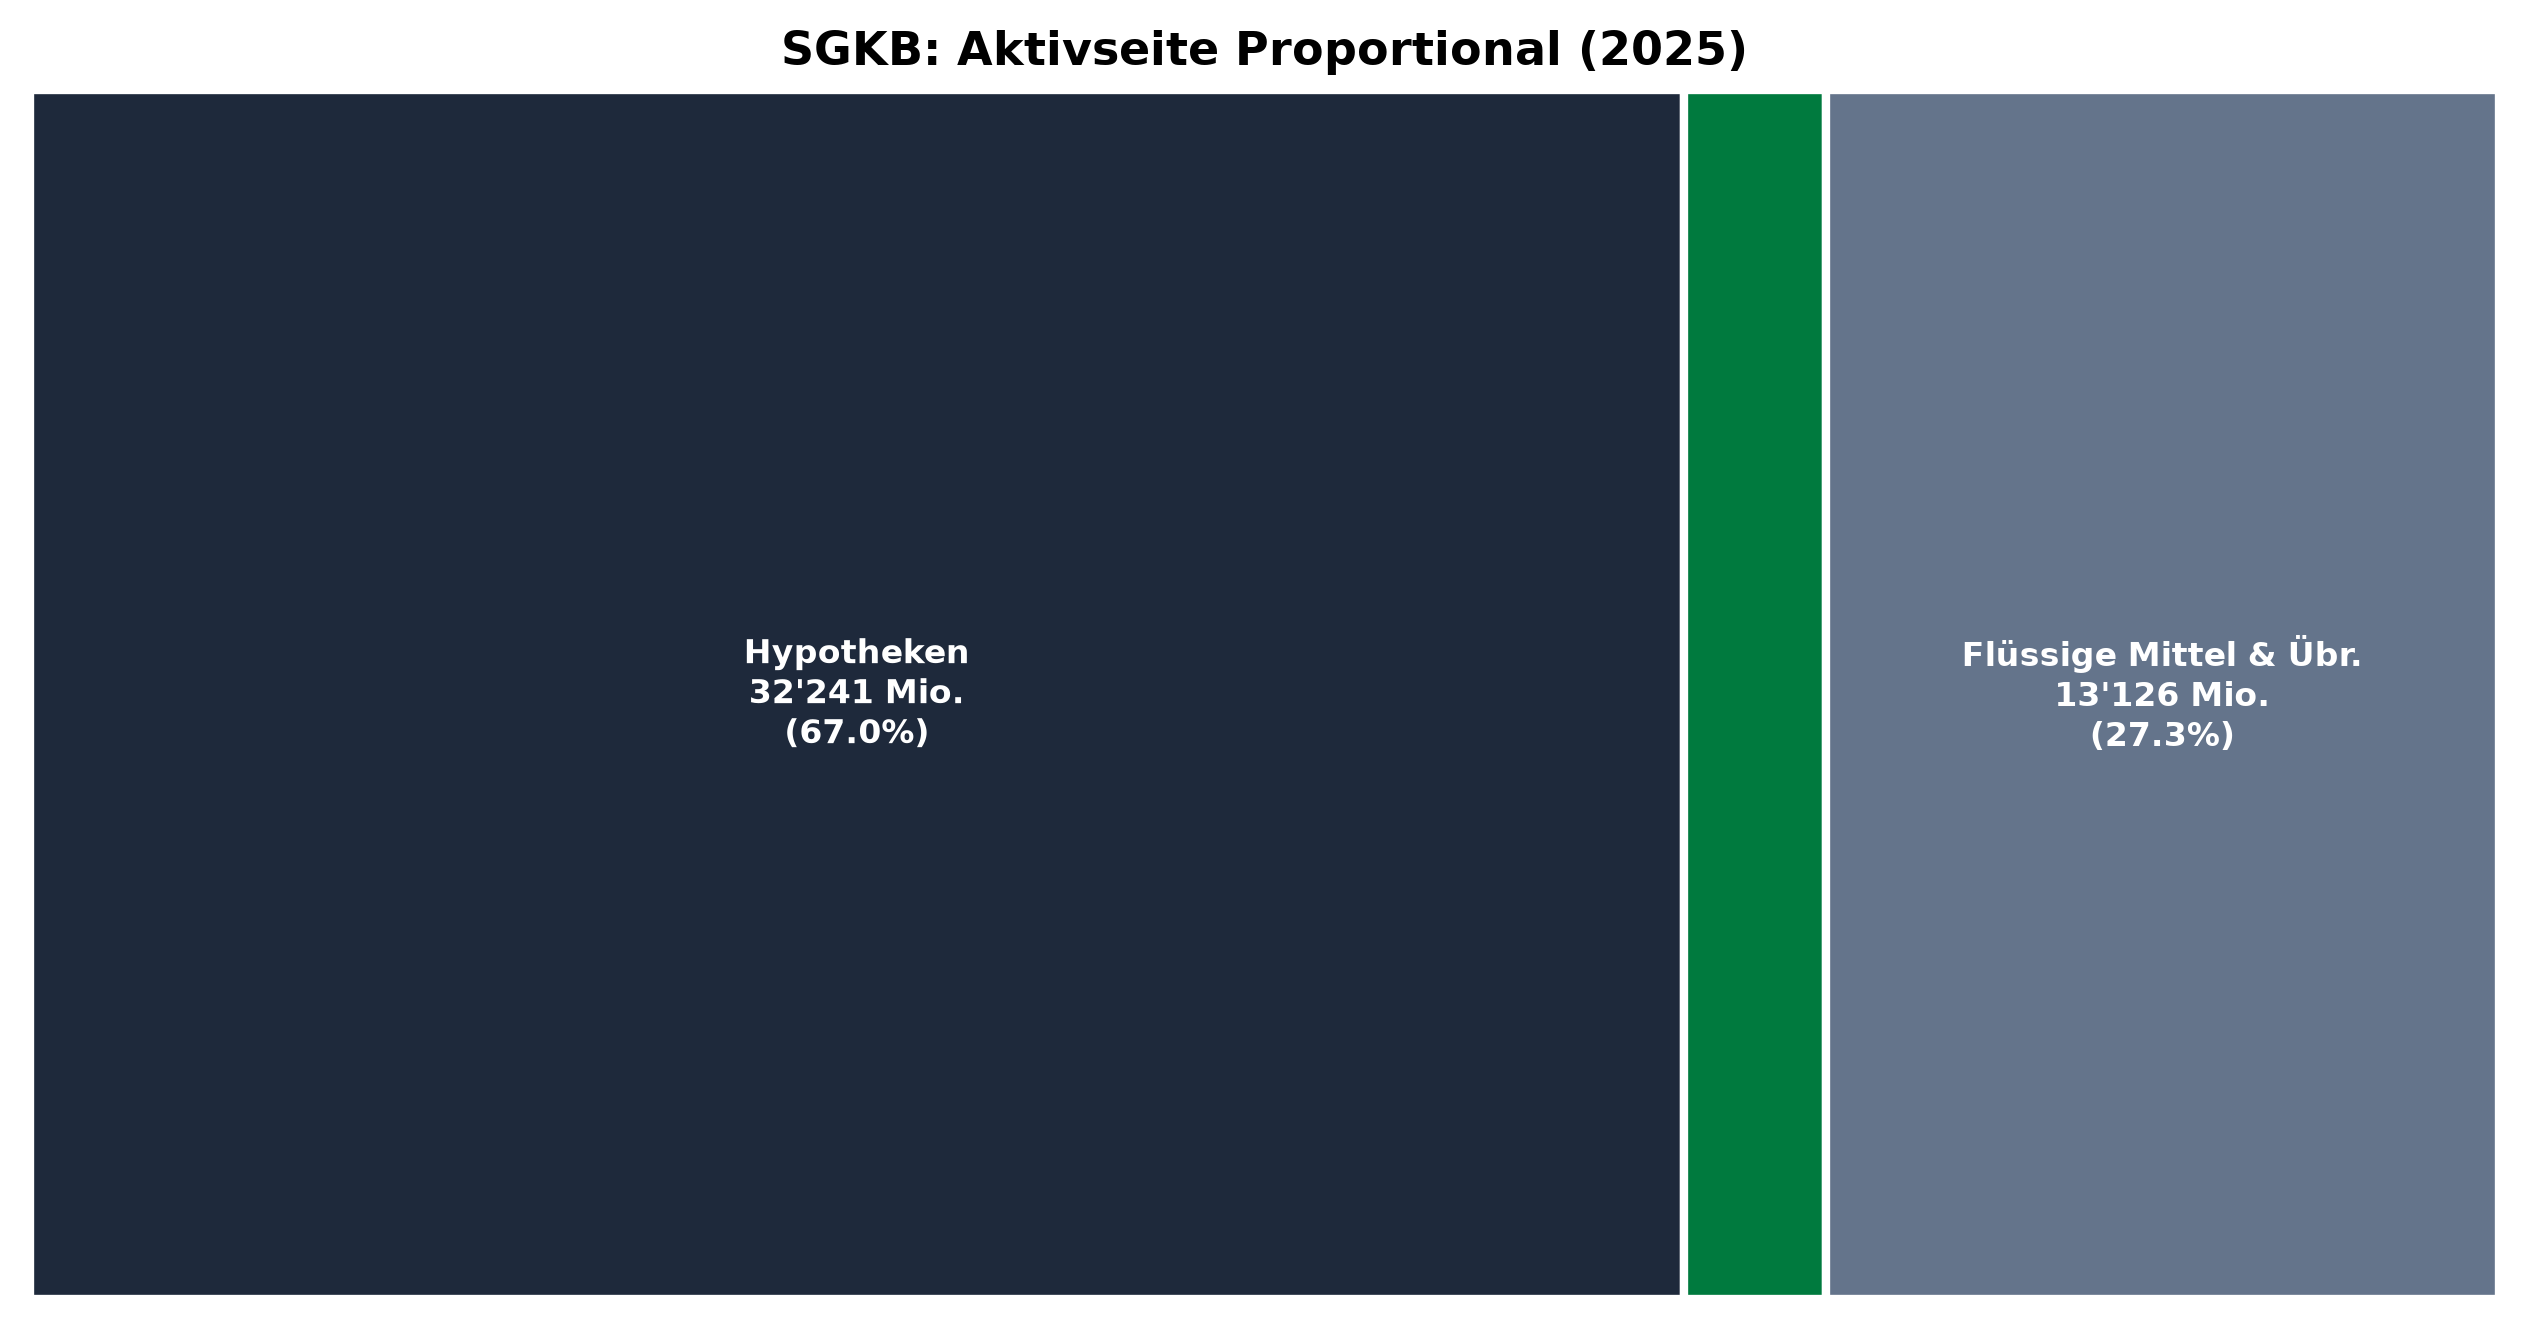 SGKB: Aktivseite Proportional (2025)
Hypotheken
32'241 Mio.
(67.0%)
Flüssige Mittel & Übr.
13'126 Mio.
(27.3%)